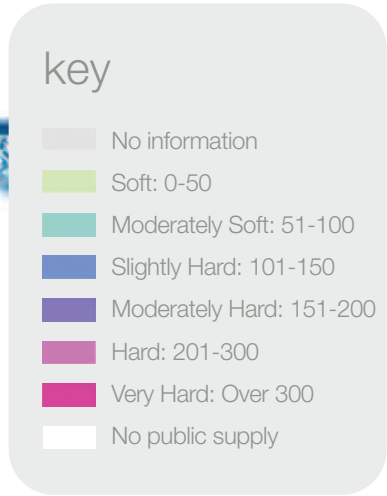 key
No information
Soft: 0-50
Moderately Soft: 51-100
Slightly Hard: 101-150
Moderately Hard: 151-200
Hard: 201-300
Very Hard: Over 300
No public supply